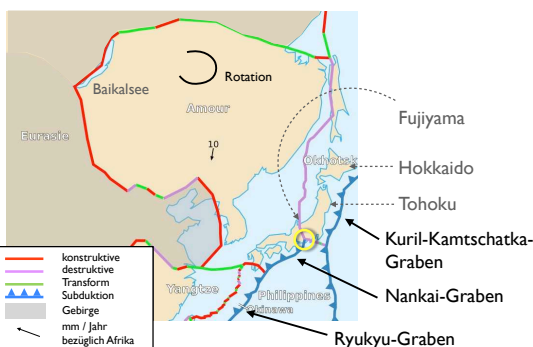 Rotation
Baikalsee
Amour
Eurasie
10
Fujiyama
Okhotsk
Hokkaido
Tohoku
Kuril-Kamtschatka-
Graben
Nankai-Graben
Yangtze
Philippines
Okinawa
Ryukyu-Graben
konstruktive
destruktive
Transform
Subduktion
Gebirge
mm / Jahr
bezüglich Afrika